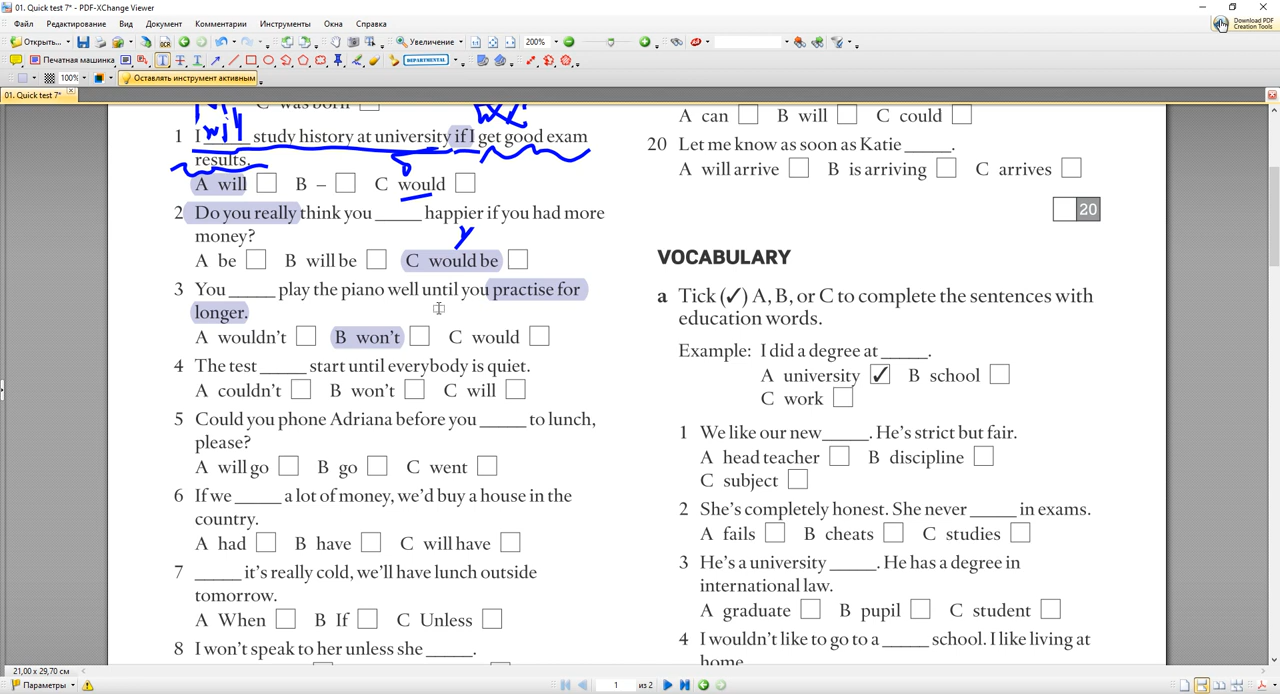 01. Quick test 7* - PDF-XChange Viewer
Файл Редактирование Вид Документ Комментарии Инструменты Окна Справка
Download PDF Creation Tools
Открыть... OCR Увеличение 200%
Печатная машинка DEPARTMENTAL
100% Оставлять инструмент активным
01. Quick test 7*
C was born
will
1 I _____ study history at university if I get good exam
results.
A will B – C would
2 Do you really think you _____ happier if you had more
money?
A be B will be C would be
3 You _____ play the piano well until you practise for
longer.
A wouldn't B won't C would
4 The test _____ start until everybody is quiet.
A couldn't B won't C will
5 Could you phone Adriana before you _____ to lunch,
please?
A will go B go C went
6 If we _____ a lot of money, we'd buy a house in the
country.
A had B have C will have
7 _____ it's really cold, we'll have lunch outside
tomorrow.
A When B If C Unless
8 I won't speak to her unless she _____.
A can B will C could
20 Let me know as soon as Katie _____.
A will arrive B is arriving C arrives
20
VOCABULARY
a Tick (✓) A, B, or C to complete the sentences with
education words.
Example: I did a degree at _____.
A university ✓ B school
C work
1 We like our new_____. He's strict but fair.
A head teacher B discipline
C subject
2 She's completely honest. She never _____ in exams.
A fails B cheats C studies
3 He's a university _____. He has a degree in
international law.
A graduate B pupil C student
4 I wouldn't like to go to a _____ school. I like living at
home.
21,00 x 29,70 см
Параметры 1 из 2